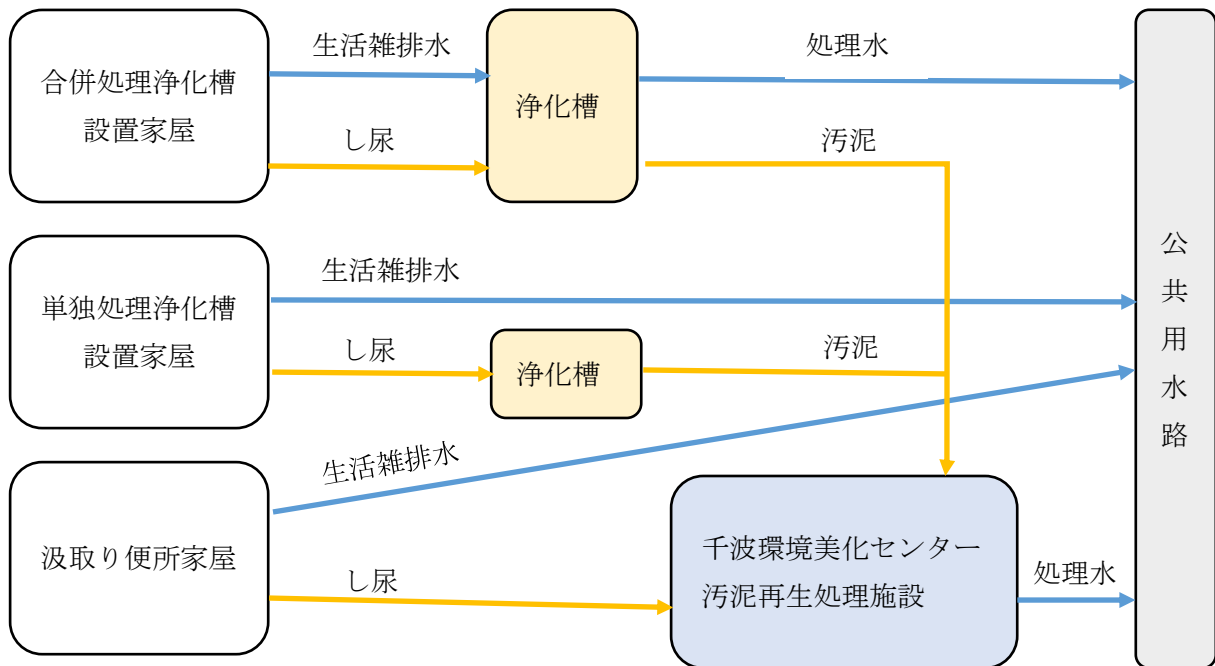 合併処理浄化槽
設置家屋
生活雑排水
し尿
浄化槽
処理水
汚泥
単独処理浄化槽
設置家屋
生活雑排水
し尿
浄化槽
汚泥
汲取り便所家屋
生活雑排水
し尿
千波環境美化センター
汚泥再生処理施設
処理水
公共用水路